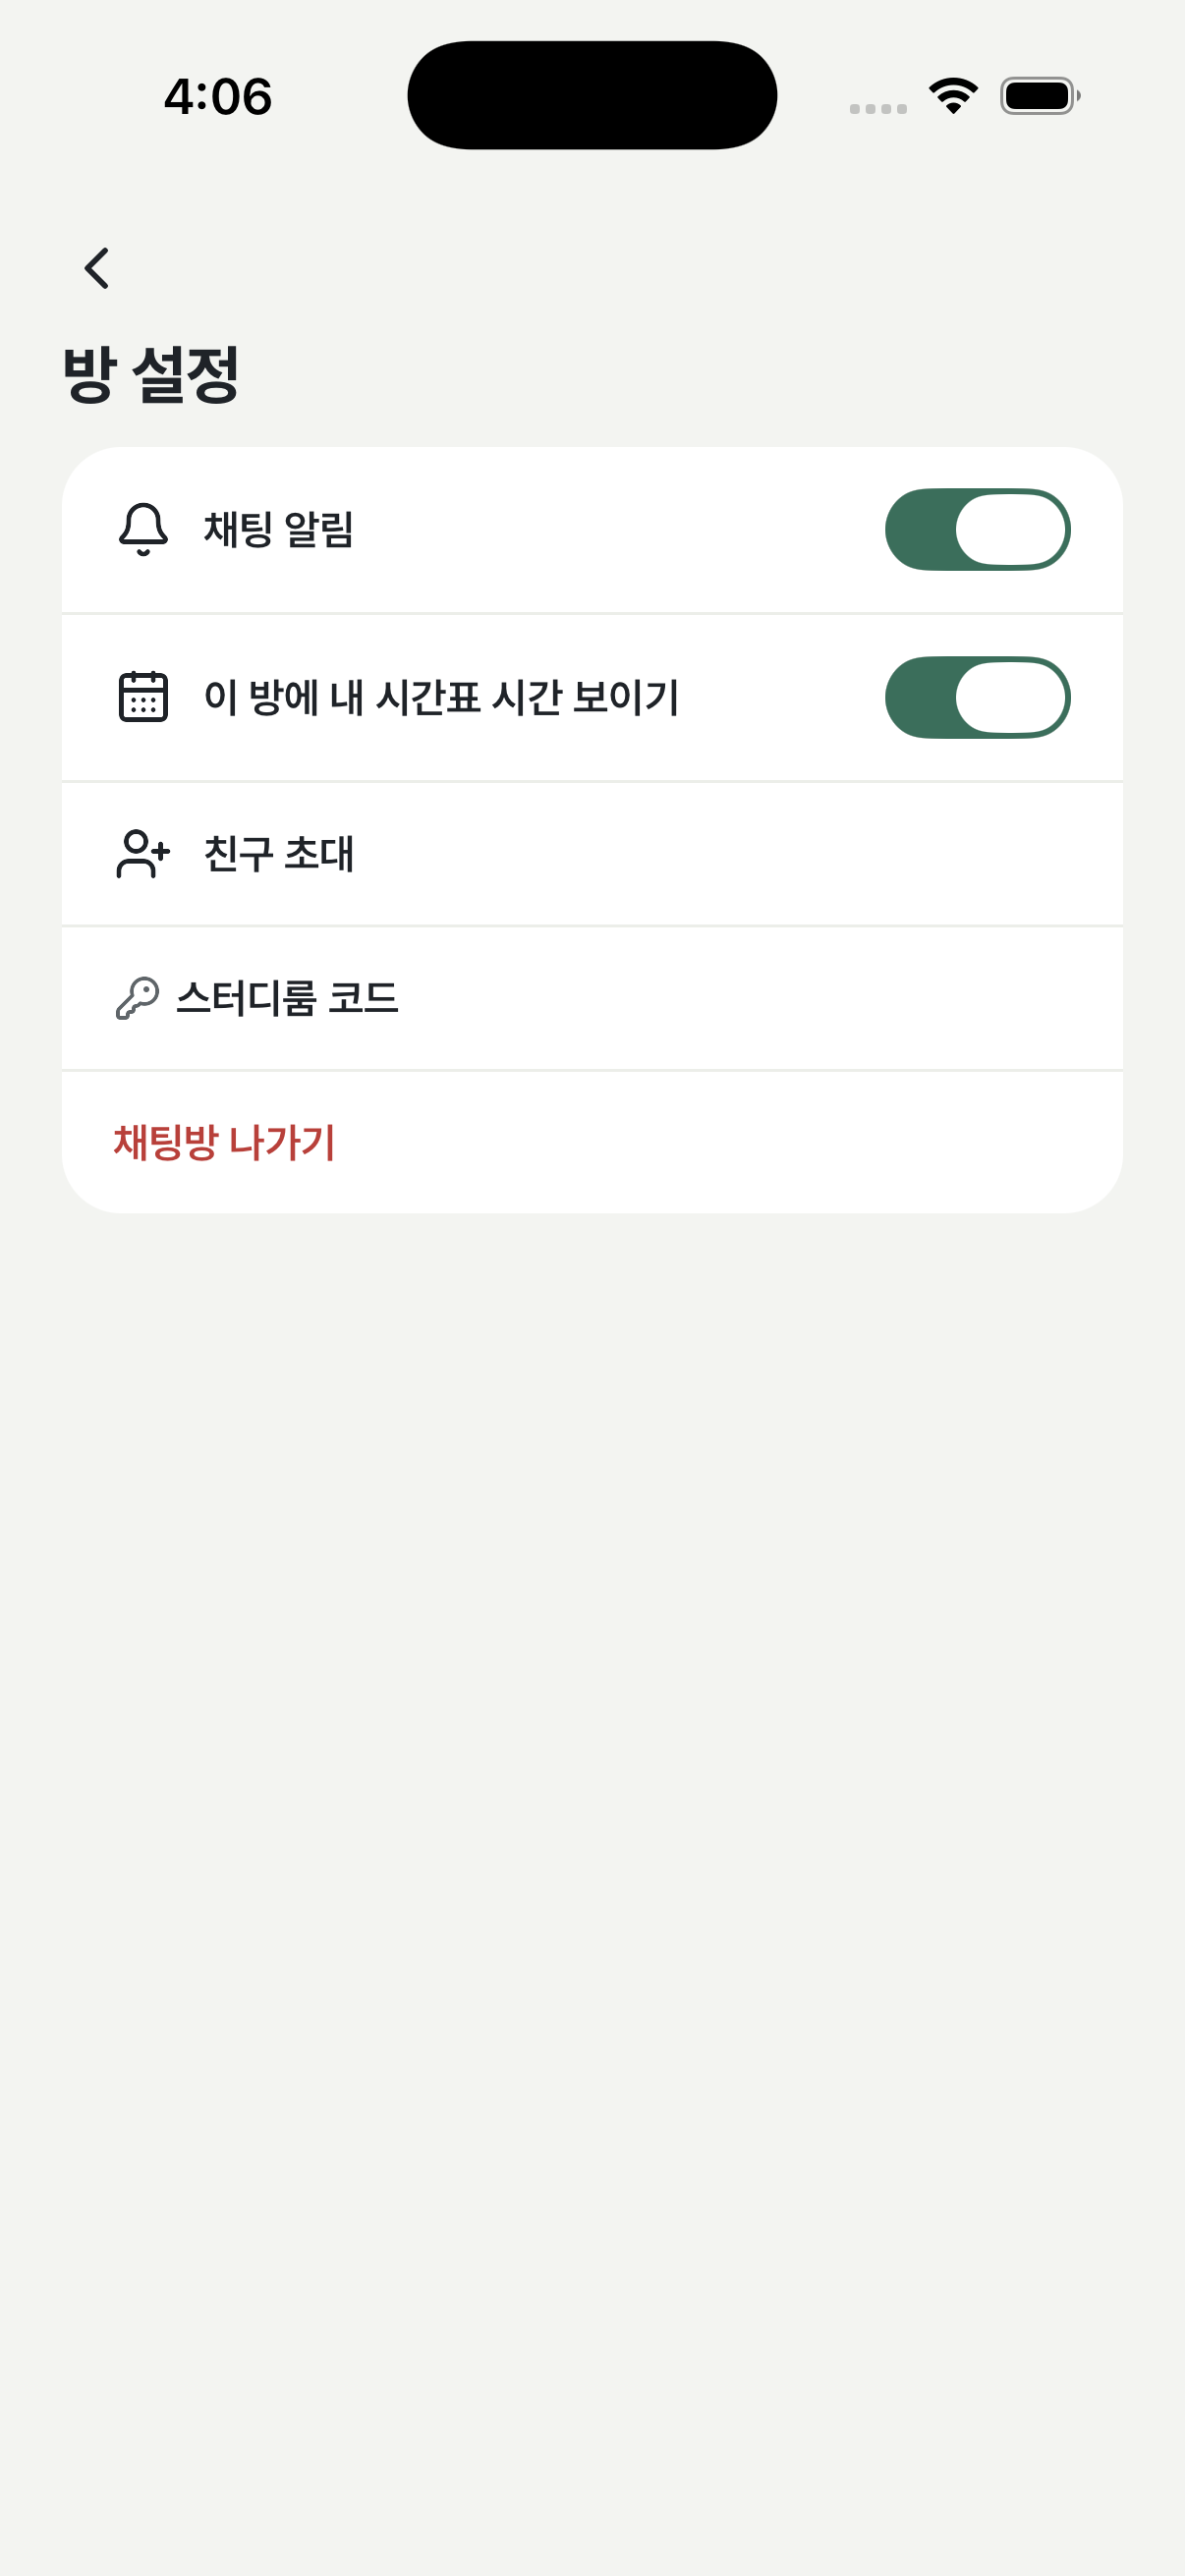 4:06
방 설정
채팅 알림
이 방에 내 시간표 시간 보이기
친구 초대
스터디룸 코드
채팅방 나가기